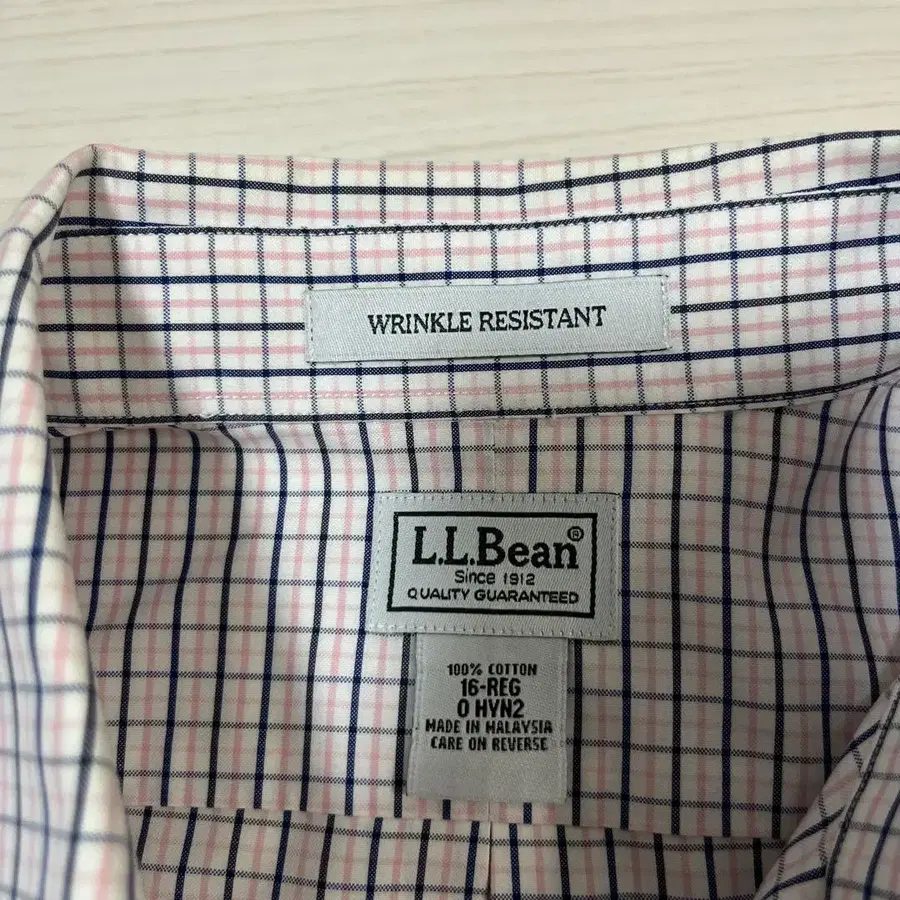 WRINKLE RESISTANT
L.L.Bean®
Since 1912
QUALITY GUARANTEED
100% COTTON
16-REG
0 HYN2
MADE IN MALAYSIA
CARE ON REVERSE